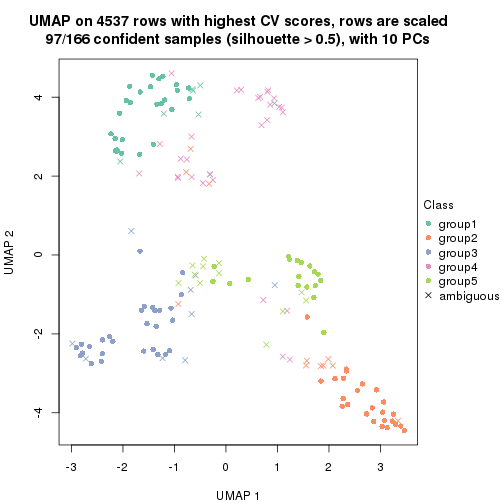 UMAP on 4537 rows with highest CV scores, rows are scaled
97/166 confident samples (silhouette > 0.5), with 10 PCs
4
2
0
-2
-4
UMAP 2
-3 -2 -1 0 1 2 3
UMAP 1
Class
group1
group2
group3
group4
group5
ambiguous